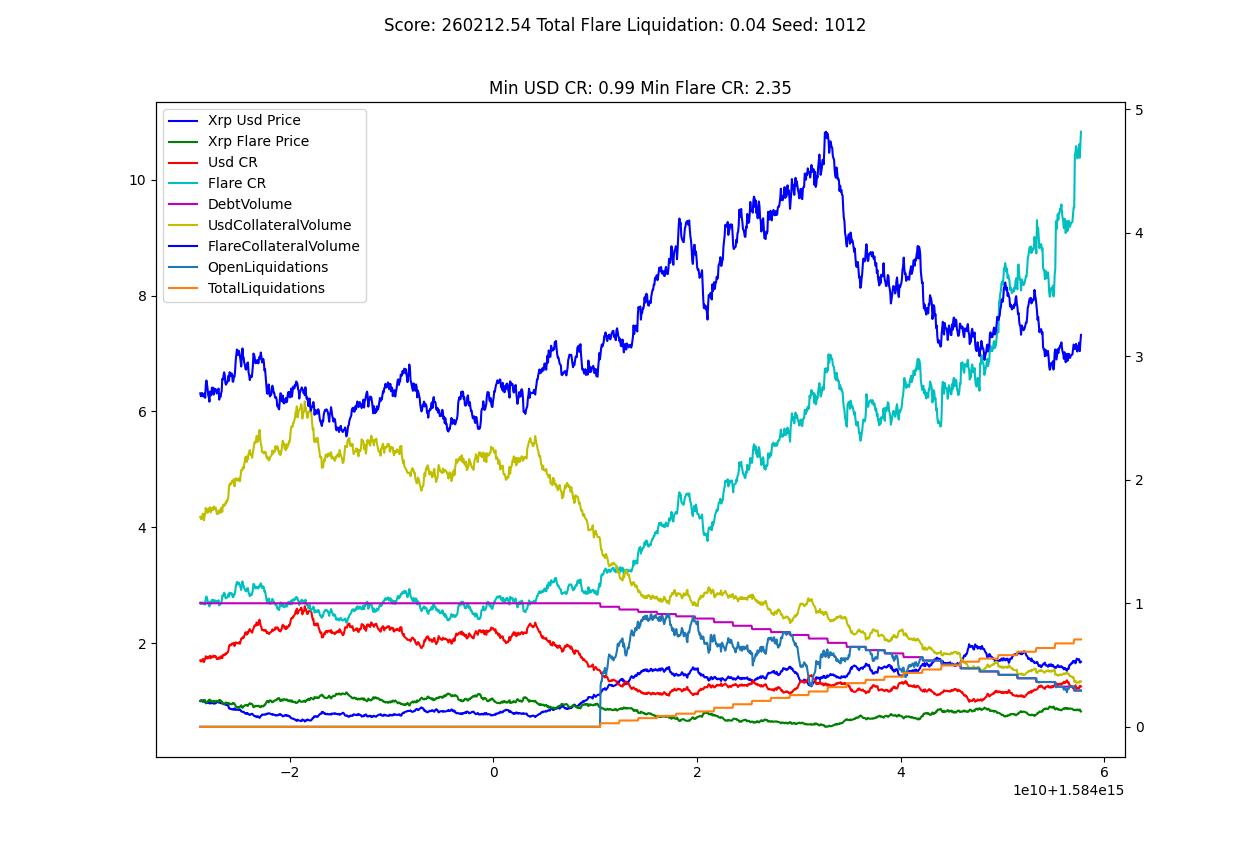 Score: 260212.54 Total Flare Liquidation: 0.04 Seed: 1012
Min USD CR: 0.99 Min Flare CR: 2.35
Xrp Usd Price
Xrp Flare Price
Usd CR
Flare CR
DebtVolume
UsdCollateralVolume
FlareCollateralVolume
OpenLiquidations
TotalLiquidations
10
8
6
4
2
5
4
3
2
1
0
−2 0 2 4 6
1e10+1.584e15